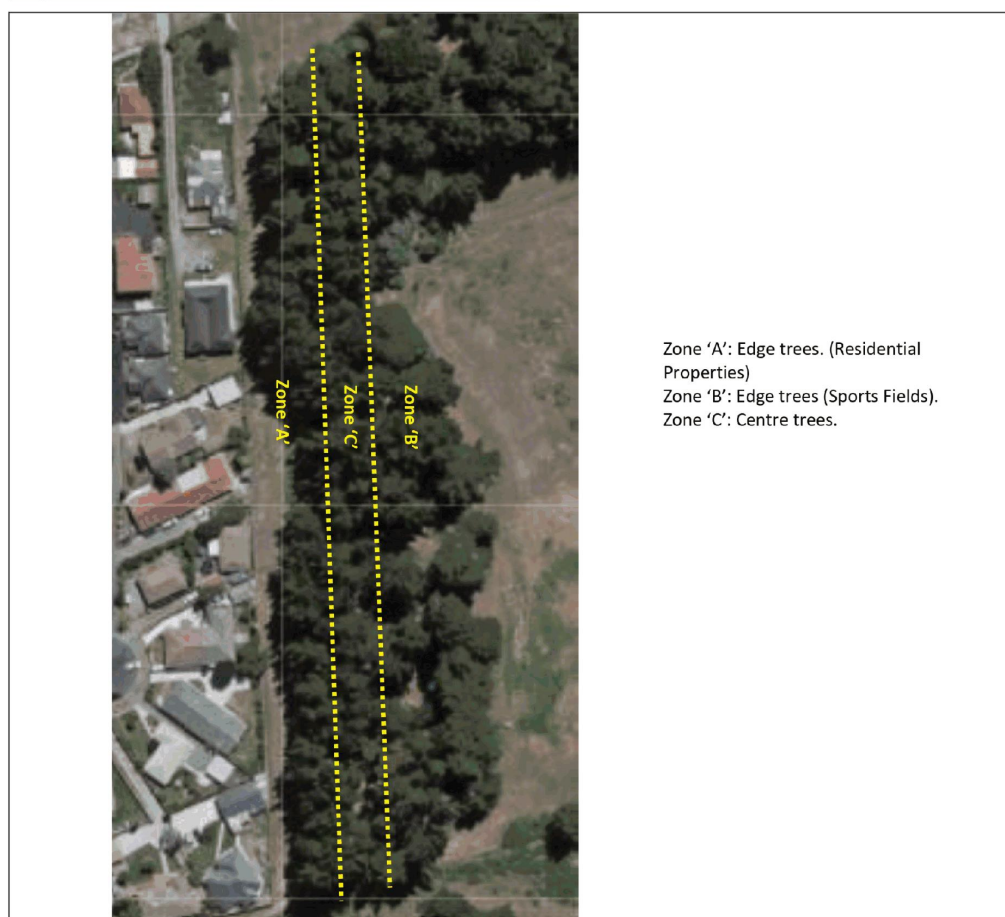 Zone ‘A’
Zone ‘C’
Zone ‘B’
Zone ‘A’: Edge trees. (Residential
Properties)
Zone ‘B’: Edge trees (Sports Fields).
Zone ‘C’: Centre trees.